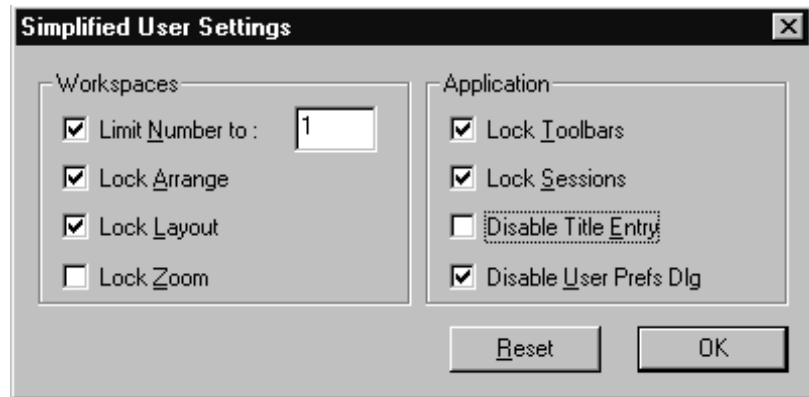 Simplified User Settings
Workspaces
Limit Number to : 1
Lock Arrange
Lock Layout
Lock Zoom
Application
Lock Toolbars
Lock Sessions
Disable Title Entry
Disable User Prefs Dlg
Reset
OK